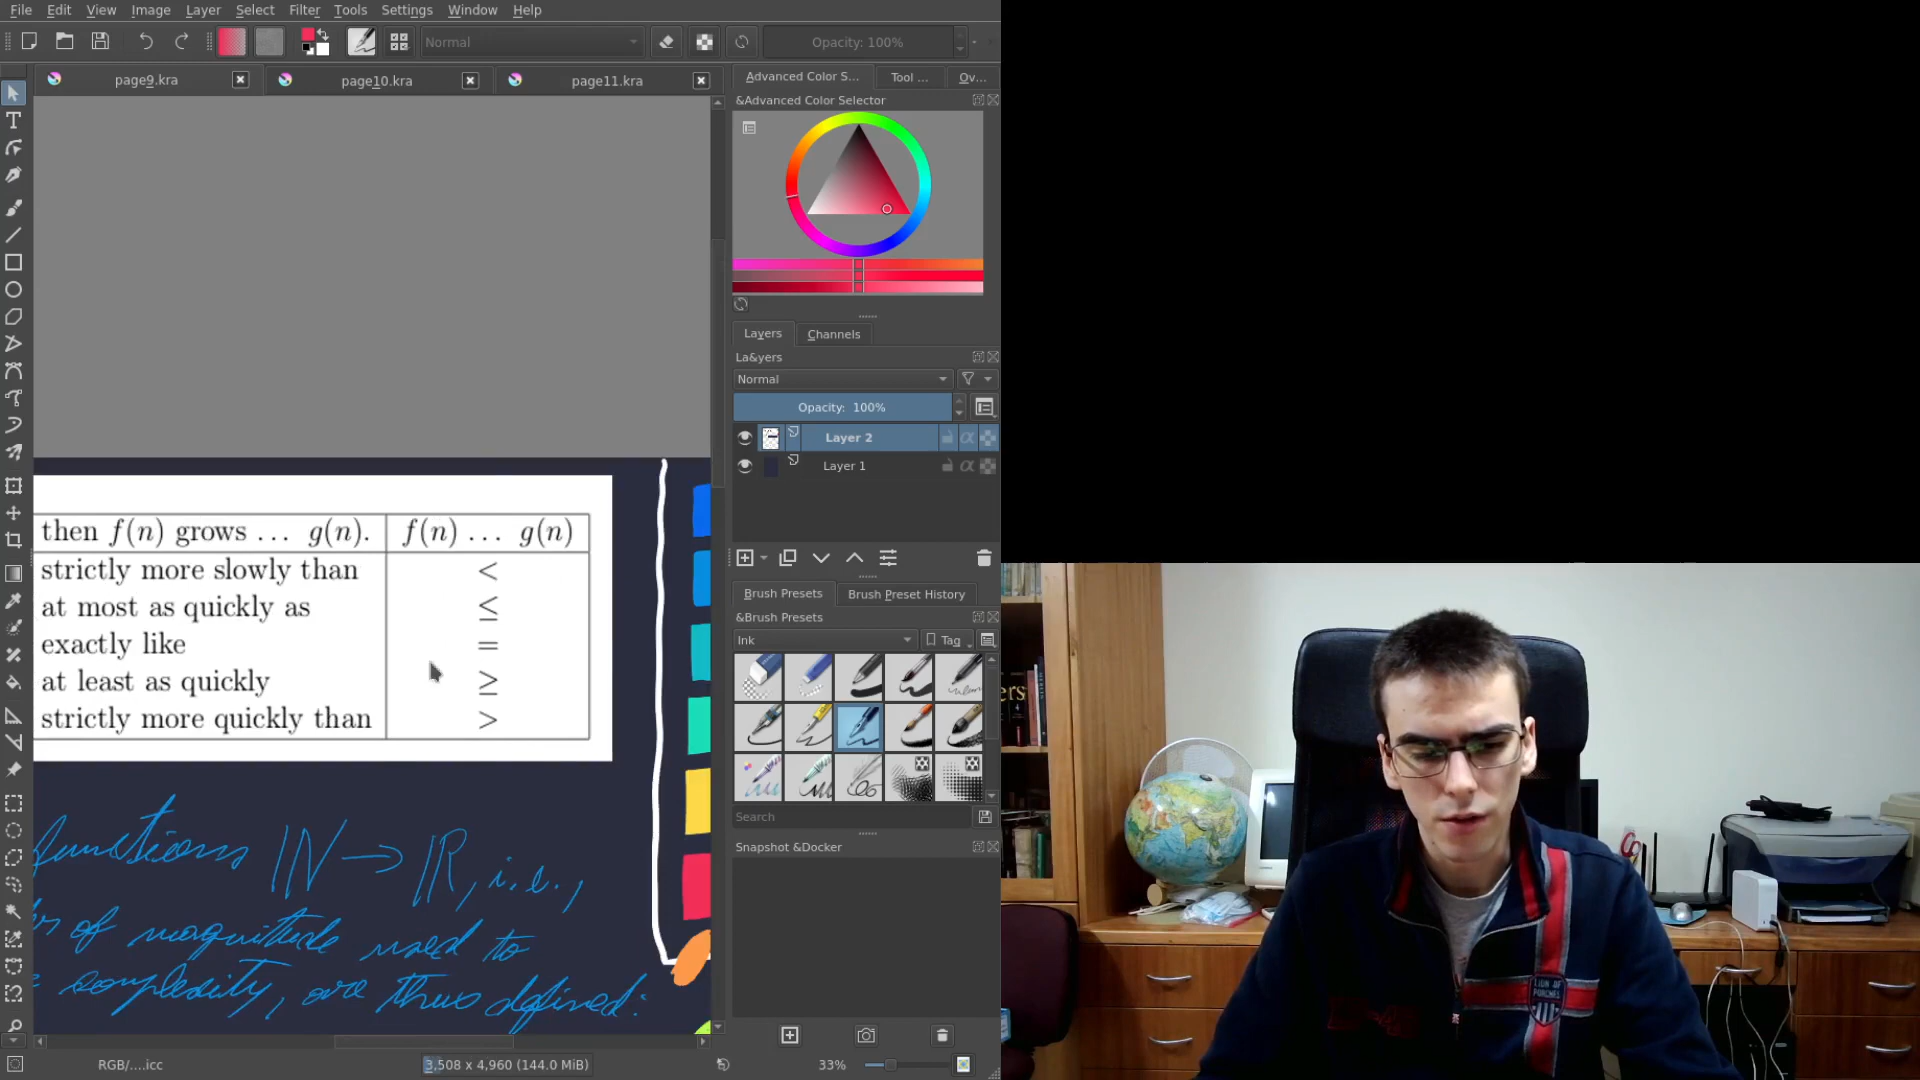 File Edit View Image Layer Select Filter Tools Settings Window Help
Normal
Opacity: 100%
page9.kra
page10.kra
page11.kra
Advanced Color S...
Tool ...
Ov...
&Advanced Color Selector
then f(n) grows ... g(n). f(n) ... g(n)
strictly more slowly than <
at most as quickly as ≤
exactly like =
at least as quickly ≥
strictly more quickly than >
functions ℕ → ℝ, i.e.,
of magnitude used to
complexity, are thus defined:
Layers Channels
La&yers
Normal
Opacity: 100%
Layer 2
Layer 1
Brush Presets Brush Preset History
&Brush Presets
Ink
Tag
Search
Snapshot &Docker
RGB/....icc
3,508 x 4,960 (144.0 MiB)
33%
LION OF
PORCHES